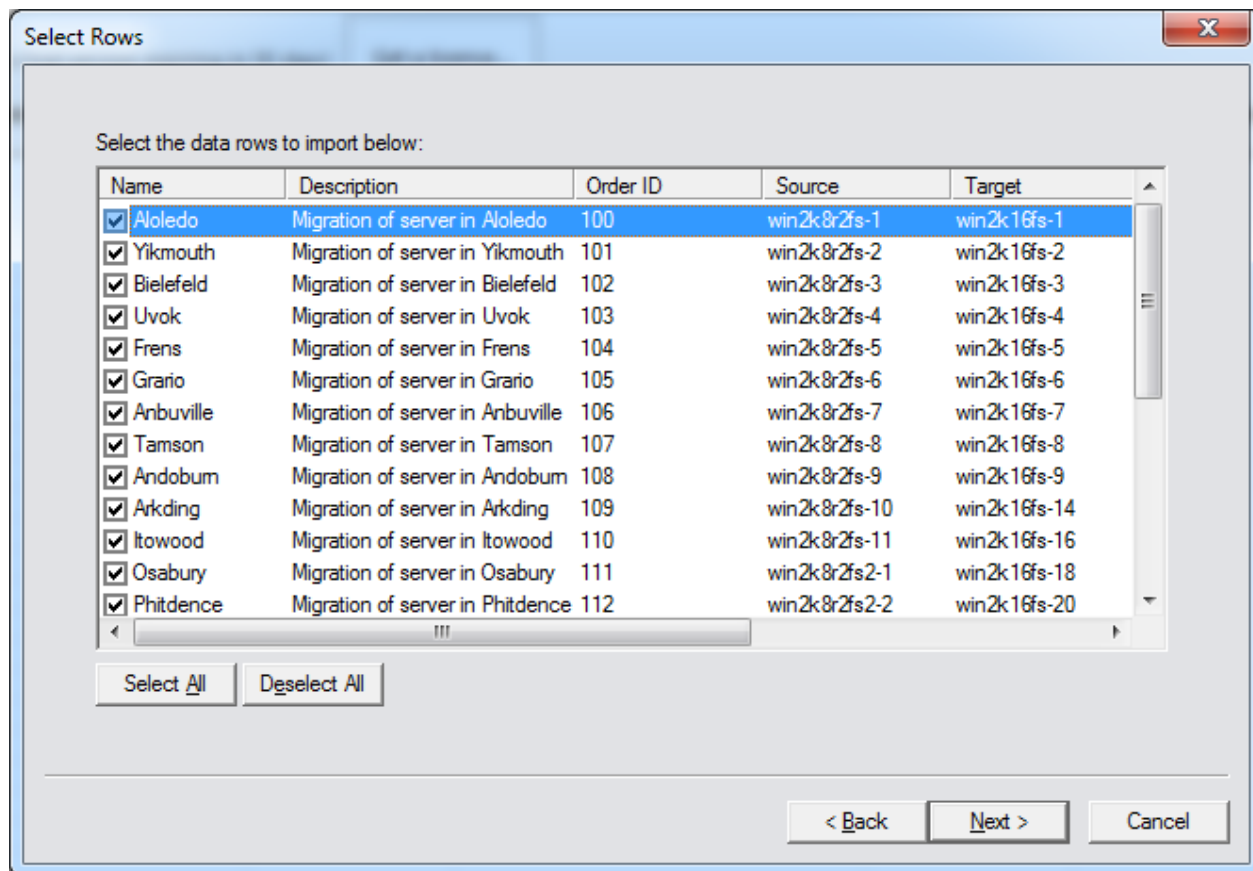 Select Rows
Select the data rows to import below:
Name Description Order ID Source Target
Aloledo Migration of server in Aloledo 100 win2k8r2fs-1 win2k16fs-1
Yikmouth Migration of server in Yikmouth 101 win2k8r2fs-2 win2k16fs-2
Bielefeld Migration of server in Bielefeld 102 win2k8r2fs-3 win2k16fs-3
Uvok Migration of server in Uvok 103 win2k8r2fs-4 win2k16fs-4
Frens Migration of server in Frens 104 win2k8r2fs-5 win2k16fs-5
Grario Migration of server in Grario 105 win2k8r2fs-6 win2k16fs-6
Anbuville Migration of server in Anbuville 106 win2k8r2fs-7 win2k16fs-7
Tamson Migration of server in Tamson 107 win2k8r2fs-8 win2k16fs-8
Andoburn Migration of server in Andoburn 108 win2k8r2fs-9 win2k16fs-9
Arkding Migration of server in Arkding 109 win2k8r2fs-10 win2k16fs-14
Itowood Migration of server in Itowood 110 win2k8r2fs-11 win2k16fs-16
Osabury Migration of server in Osabury 111 win2k8r2fs2-1 win2k16fs-18
Phitdence Migration of server in Phitdence 112 win2k8r2fs2-2 win2k16fs-20
Select All Deselect All
< Back Next > Cancel